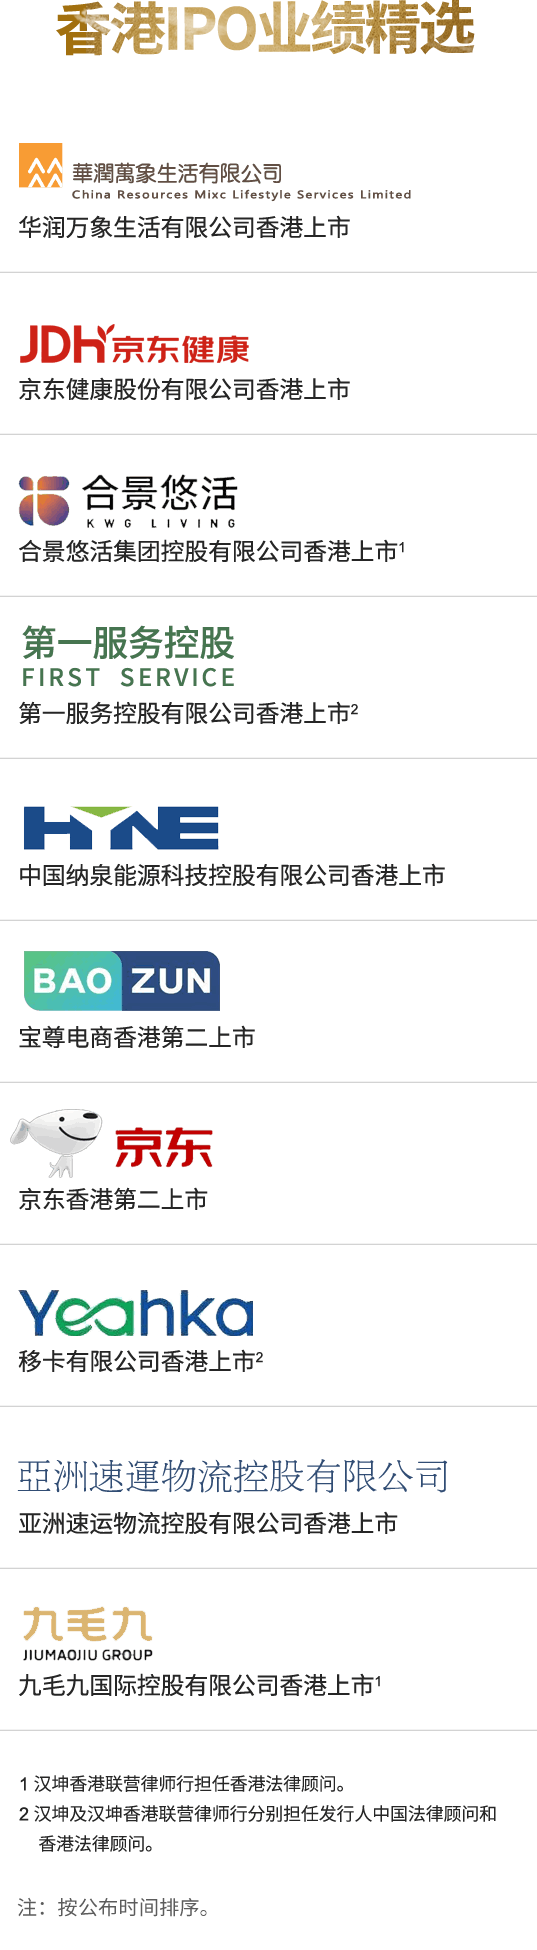 香港IPO业绩精选
華潤萬象生活有限公司
China Resources Mixc Lifestyle Services Limited
华润万象生活有限公司香港上市
JDH京东健康
京东健康股份有限公司香港上市
合景悠活
KWG LIVING
合景悠活集团控股有限公司香港上市1
第一服务控股
FIRST SERVICE
第一服务控股有限公司香港上市2
HYNE
中国纳泉能源科技控股有限公司香港上市
BAO ZUN
宝尊电商香港第二上市
京东
京东香港第二上市
Yeahka
移卡有限公司香港上市2
亞洲速運物流控股有限公司
亚洲速运物流控股有限公司香港上市
九毛九
JIUMAOJIU GROUP
九毛九国际控股有限公司香港上市1
1 汉坤香港联营律师行担任香港法律顾问。
2 汉坤及汉坤香港联营律师行分别担任发行人中国法律顾问和
香港法律顾问。
注：按公布时间排序。